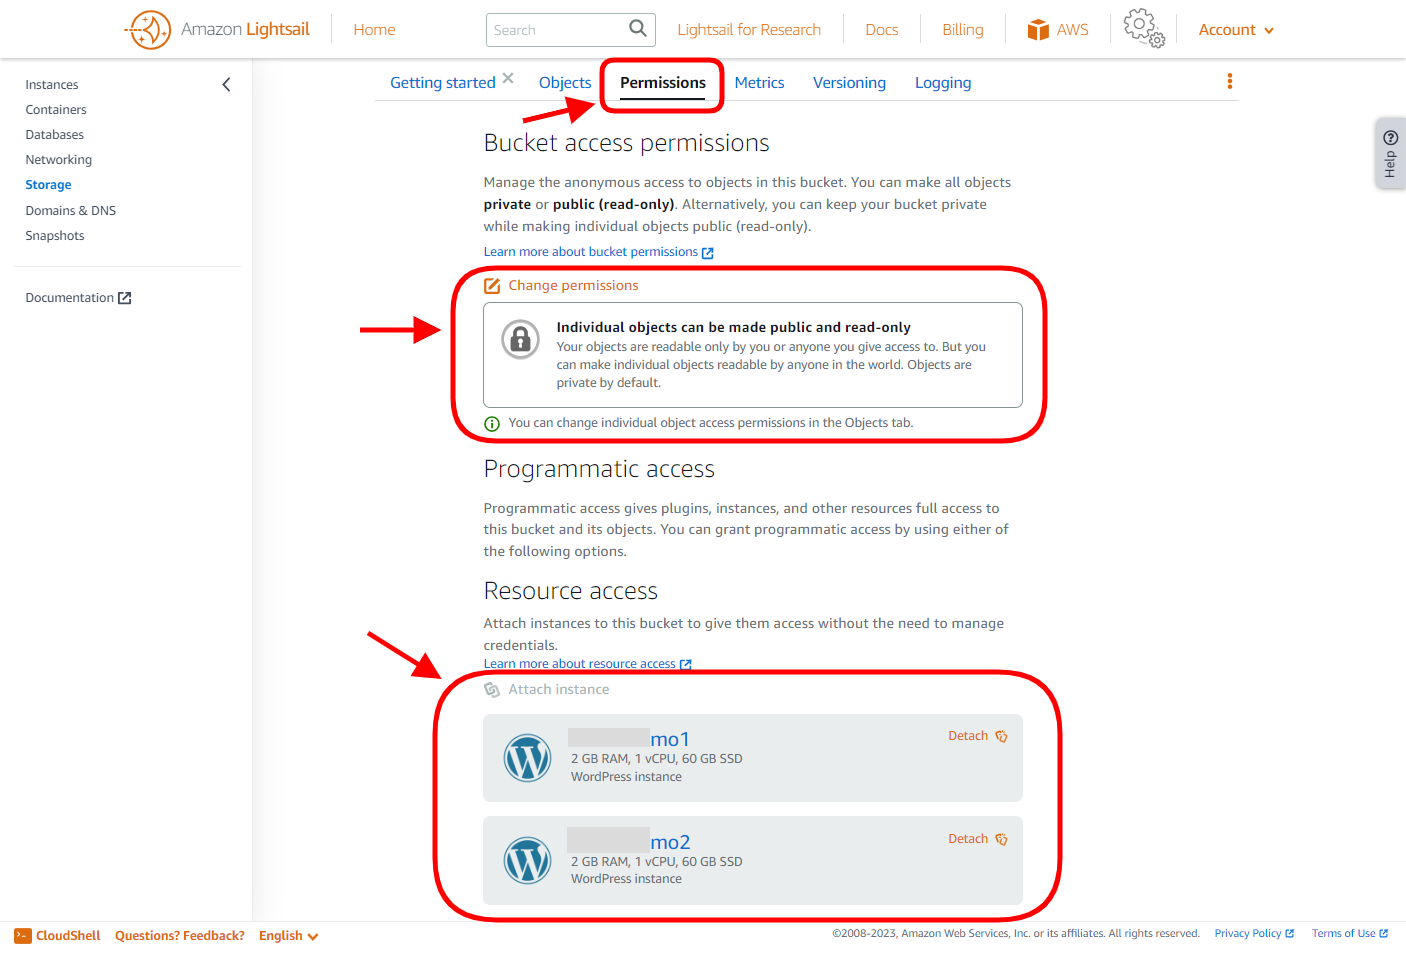 Amazon Lightsail
Home
Search
Lightsail for Research
Docs
Billing
AWS
Account
Instances
Containers
Databases
Networking
Storage
Domains & DNS
Snapshots
Documentation
Getting started
Objects
Permissions
Metrics
Versioning
Logging
Help
Bucket access permissions
Manage the anonymous access to objects in this bucket. You can make all objects
private or public (read-only). Alternatively, you can keep your bucket private
while making individual objects public (read-only).
Learn more about bucket permissions
Change permissions
Individual objects can be made public and read-only
Your objects are readable only by you or anyone you give access to. But you
can make individual objects readable by anyone in the world. Objects are
private by default.
You can change individual object access permissions in the Objects tab.
Programmatic access
Programmatic access gives plugins, instances, and other resources full access to
this bucket and its objects. You can grant programmatic access by using either of
the following options.
Resource access
Attach instances to this bucket to give them access without the need to manage
credentials.
Learn more about resource access
Attach instance
mo1
Detach
2 GB RAM, 1 vCPU, 60 GB SSD
WordPress instance
mo2
Detach
2 GB RAM, 1 vCPU, 60 GB SSD
WordPress instance
CloudShell
Questions? Feedback?
English
©2008-2023, Amazon Web Services, Inc. or its affiliates. All rights reserved.
Privacy Policy
Terms of Use